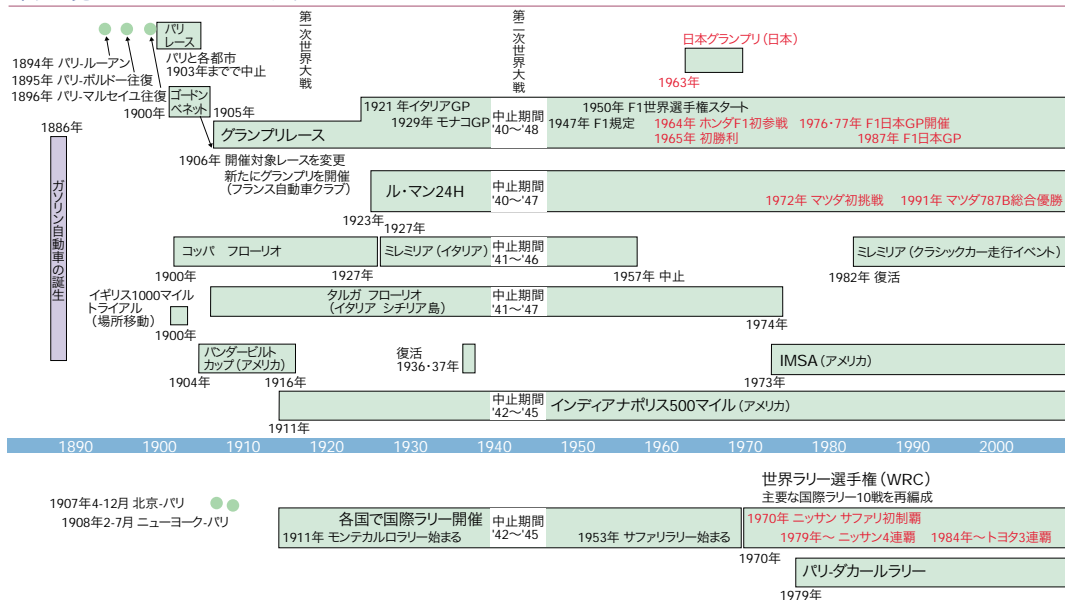 パリ
レース
第一次世界大戦
第二次世界大戦
日本グランプリ（日本）
1963年
パリと各都市
1903年までで中止
1894年 パリ-ルーアン
1895年 パリ-ボルドー往復
1896年 パリ-マルセイユ往復
ゴードン
ベネット
1900年
1905年
1886年
ガソリン自動車の誕生
グランプリレース
1921 年イタリアGP
1929年 モナコGP
中止期間
'40〜'48
1950年 F1世界選手権スタート
1947年 F1規定
1964年 ホンダF1初参戦
1976・77年 F1日本GP開催
1965年 初勝利
1987年 F1日本GP
1906年 開催対象レースを変更
新たにグランプリを開催
（フランス自動車クラブ）
ル・マン24H
中止期間
'40〜'47
1972年 マツダ初挑戦
1991年 マツダ787B総合優勝
1923年
1927年
コッパ フローリオ
ミレミリア（イタリア）
中止期間
'41〜'46
ミレミリア（クラシックカー走行イベント）
1900年
1927年
1957年 中止
1982年 復活
イギリス1000マイル
トライアル
（場所移動）
1900年
タルガ フローリオ
（イタリア シチリア島）
中止期間
'41〜'47
1974年
バンダービルト
カップ（アメリカ）
復活
1936・37年
IMSA（アメリカ）
1904年
1916年
1973年
中止期間
'42〜'45
インディアナポリス500マイル（アメリカ）
1911年
1890 1900 1910 1920 1930 1940 1950 1960 1970 1980 1990 2000
世界ラリー選手権（WRC）
主要な国際ラリー10戦を再編成
1907年4-12月 北京-パリ
1908年2-7月 ニューヨーク-パリ
各国で国際ラリー開催
1911年 モンテカルロラリー始まる
中止期間
'42〜'45
1953年 サファリラリー始まる
1970年 ニッサン サファリ初制覇
1979年〜 ニッサン4連覇
1984年〜トヨタ3連覇
1970年
パリ-ダカールラリー
1979年